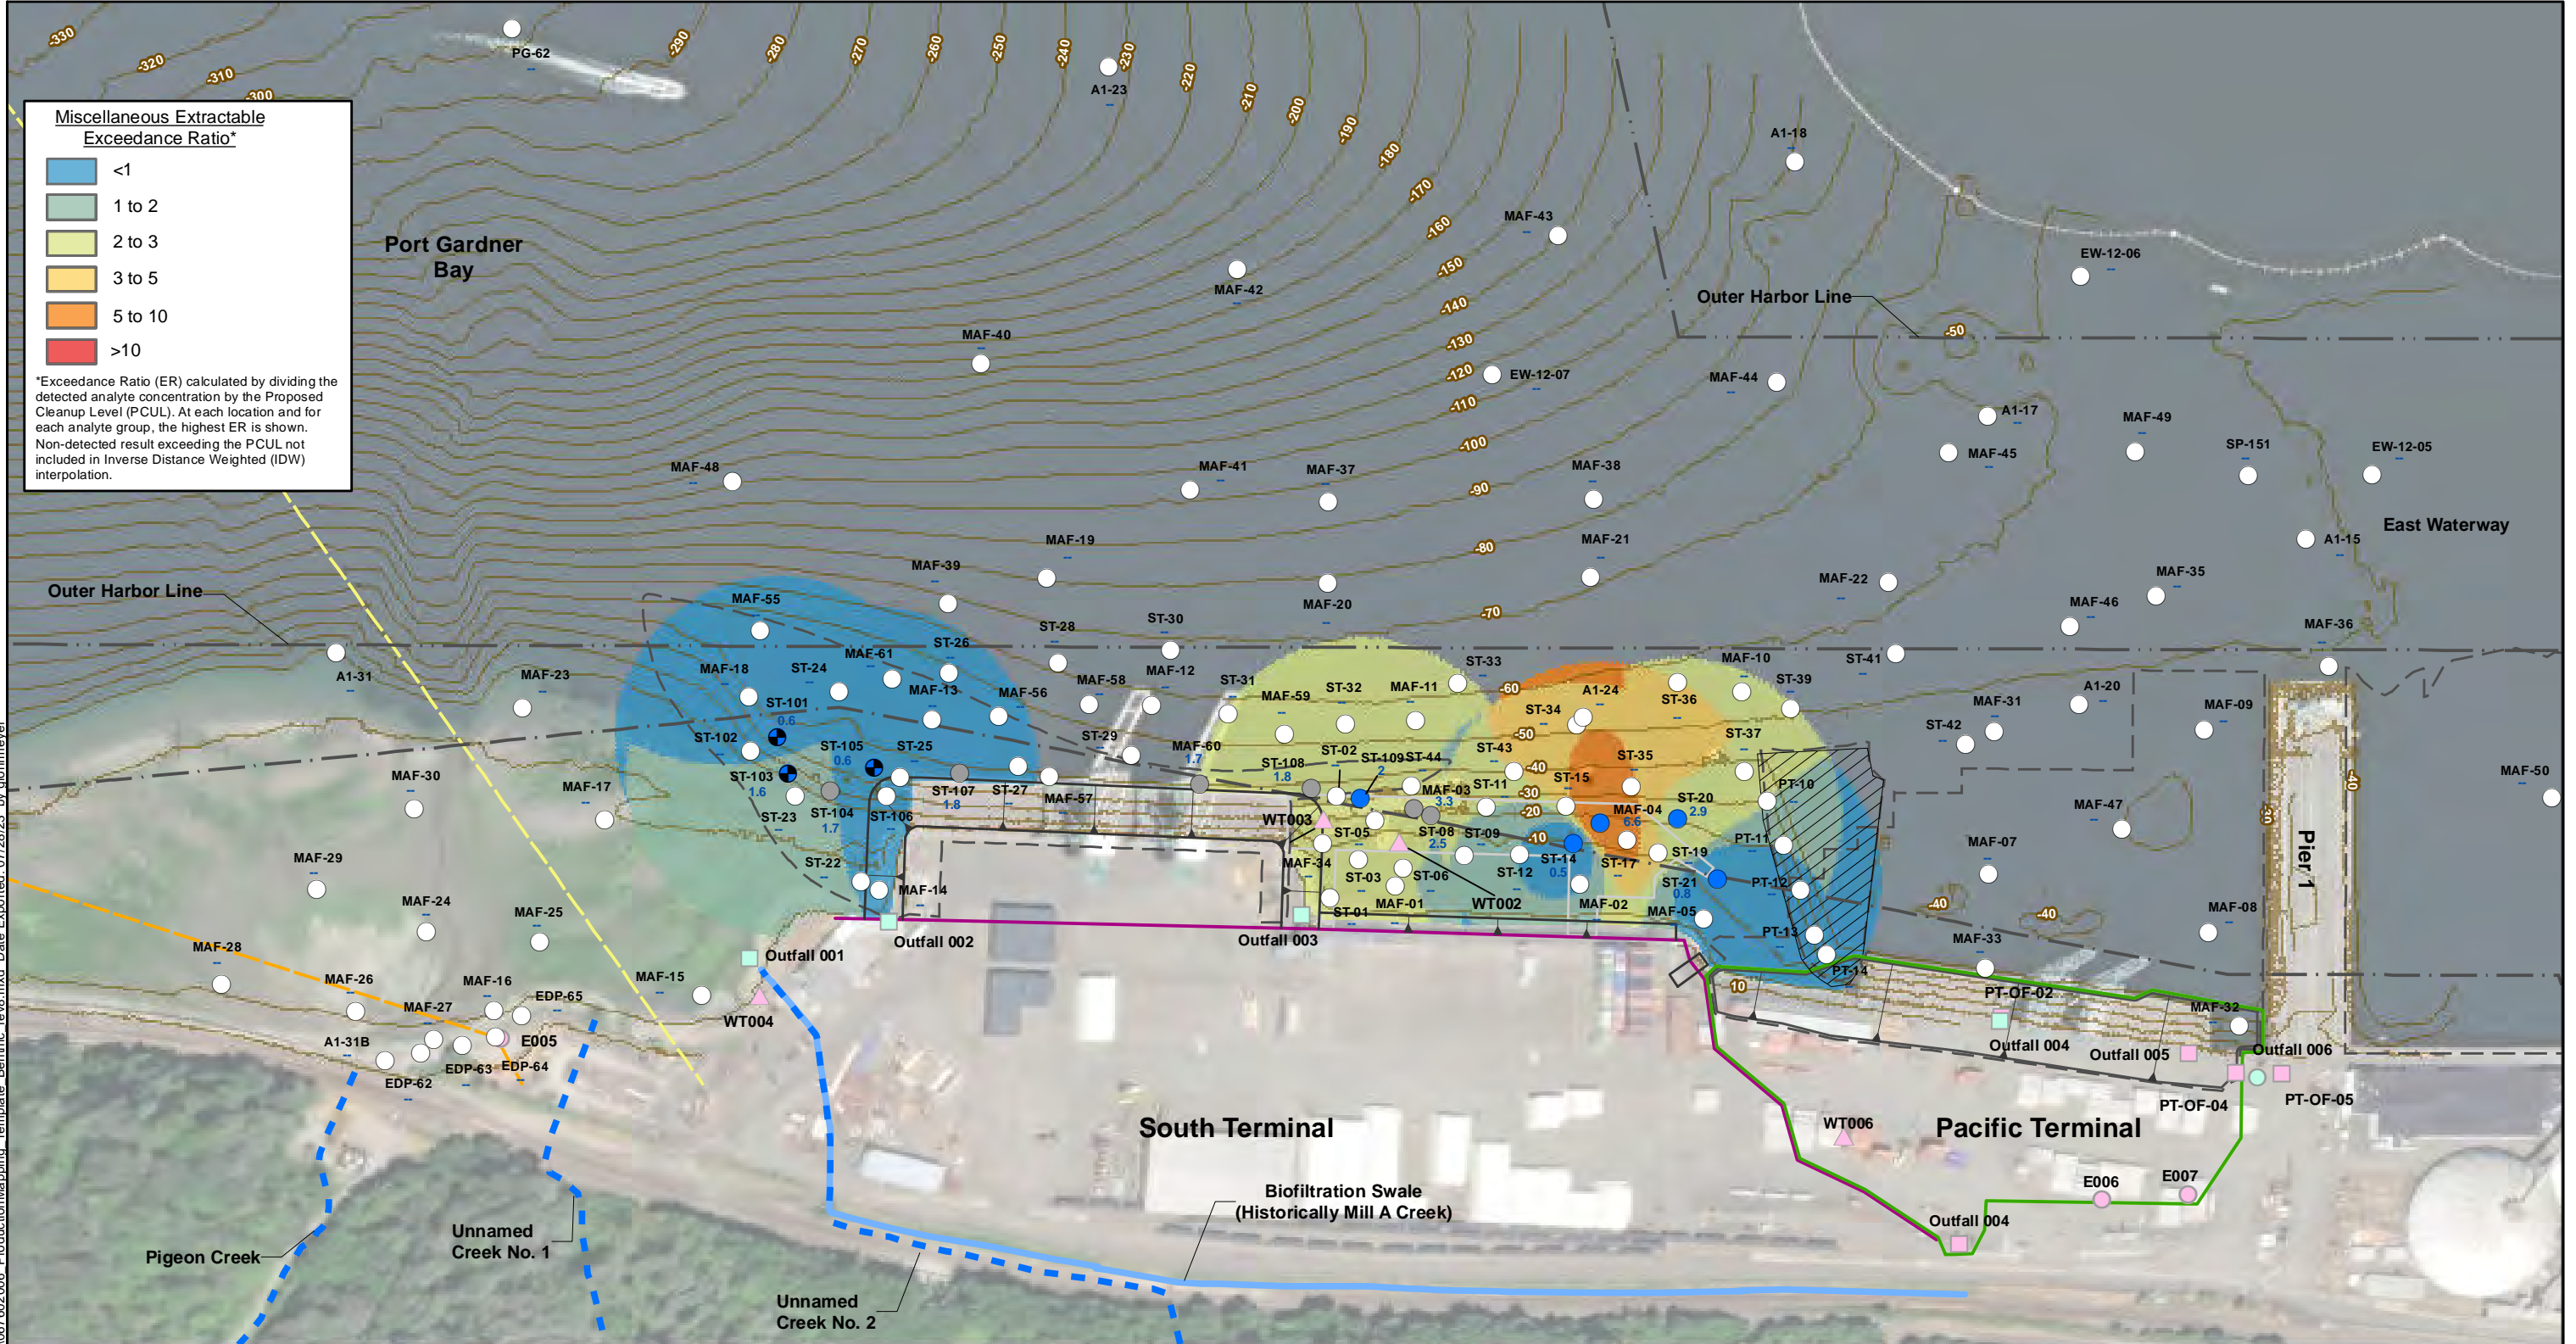 -330
-320
-310
-300
-290
-280
-270
-260
-250
-240
-230
-220
-210
-200
-190
-180
-170
-160
-150
-140
-130
-120
-110
-100
-90
-80
-70
-60
-50
-40
-30
-20
-10
PG-62
--
A1-23
--
A1-18
--
Miscellaneous Extractable
Exceedance Ratio*
<1
1 to 2
2 to 3
3 to 5
5 to 10
>10
*Exceedance Ratio (ER) calculated by dividing the
detected analyte concentration by the Proposed
Cleanup Level (PCUL). At each location and for
each analyte group, the highest ER is shown.
Non-detected result exceeding the PCUL not
included in Inverse Distance Weighted (IDW)
interpolation.
Port Gardner
Bay
MAF-43
--
MAF-42
--
EW-12-06
--
Outer Harbor Line
-50
MAF-40
--
EW-12-07
--
MAF-44
--
A1-17
--
MAF-45
--
MAF-49
--
SP-151
--
EW-12-05
--
MAF-48
--
MAF-41
--
MAF-37
--
MAF-38
--
East Waterway
A1-15
--
MAF-19
--
MAF-39
--
MAF-20
--
MAF-21
--
MAF-22
--
MAF-35
--
MAF-46
--
MAF-36
--
Outer Harbor Line
A1-31
--
MAF-23
--
MAF-55
--
MAF-61
--
ST-26
--
ST-28
--
ST-30
--
MAF-18
--
ST-24
--
MAF-13
--
MAF-56
--
MAF-58
--
MAF-12
--
ST-31
--
MAF-59
--
ST-32
--
MAF-11
--
ST-33
--
A1-24
--
ST-34
--
ST-36
--
MAF-10
--
ST-39
--
ST-41
--
MAF-31
--
A1-20
--
MAF-09
--
ST-42
--
ST-101
0.6
ST-102
--
ST-103
1.6
ST-105
0.6
ST-25
--
ST-104
1.7
ST-106
--
ST-107
1.8
ST-27
--
MAF-57
--
ST-29
--
MAF-60
1.7
ST-108
1.8
ST-02
--
ST-109
2
ST-44
--
MAF-03
3.3
ST-43
--
ST-11
--
ST-15
--
ST-35
--
ST-37
--
MAF-04
6.6
ST-20
2.9
PT-10
--
PT-11
--
PT-12
--
PT-13
--
PT-14
--
MAF-30
--
MAF-17
--
ST-23
--
ST-22
--
MAF-14
--
WT003
ST-05
--
ST-08
2.5
ST-09
--
MAF-34
--
ST-03
--
ST-06
--
ST-12
--
ST-14
0.5
ST-17
--
ST-19
--
ST-21
0.8
ST-01
--
MAF-01
--
WT002
MAF-02
--
MAF-05
--
MAF-47
--
MAF-07
--
MAF-50
--
MAF-08
--
MAF-33
--
-40
-40
-40
Pier 1
MAF-29
--
MAF-24
--
MAF-25
--
MAF-28
--
MAF-26
--
MAF-27
--
MAF-16
--
EDP-65
--
MAF-15
--
A1-31B
--
EDP-62
--
EDP-63
--
EDP-64
--
E005
Outfall 001
Outfall 002
Outfall 003
WT004
10
PT-OF-02
Outfall 004
Outfall 005
MAF-32
--
Outfall 006
PT-OF-04
PT-OF-05
South Terminal
Pacific Terminal
WT006
E006
E007
Outfall 004
Biofiltration Swale
(Historically Mill A Creek)
Pigeon Creek
Unnamed
Creek No. 1
Unnamed
Creek No. 2